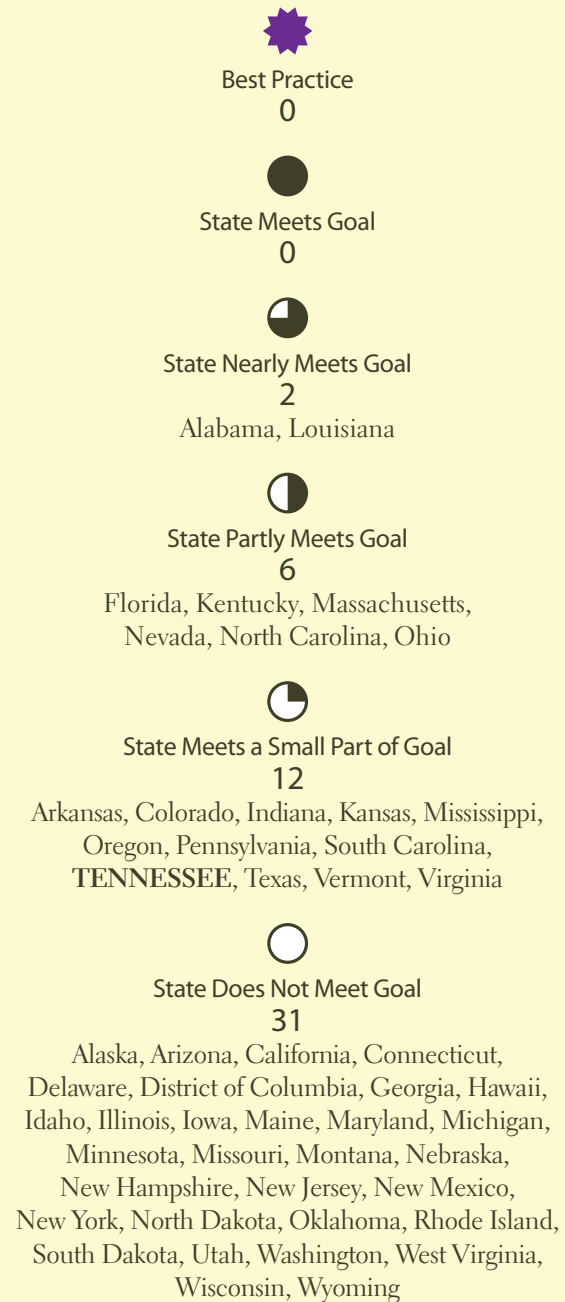 Best Practice
0
State Meets Goal
0
State Nearly Meets Goal
2
Alabama, Louisiana
State Partly Meets Goal
6
Florida, Kentucky, Massachusetts,
Nevada, North Carolina, Ohio
State Meets a Small Part of Goal
12
Arkansas, Colorado, Indiana, Kansas, Mississippi,
Oregon, Pennsylvania, South Carolina,
TENNESSEE, Texas, Vermont, Virginia
State Does Not Meet Goal
31
Alaska, Arizona, California, Connecticut,
Delaware, District of Columbia, Georgia, Hawaii,
Idaho, Illinois, Iowa, Maine, Maryland, Michigan,
Minnesota, Missouri, Montana, Nebraska,
New Hampshire, New Jersey, New Mexico,
New York, North Dakota, Oklahoma, Rhode Island,
South Dakota, Utah, Washington, West Virginia,
Wisconsin, Wyoming